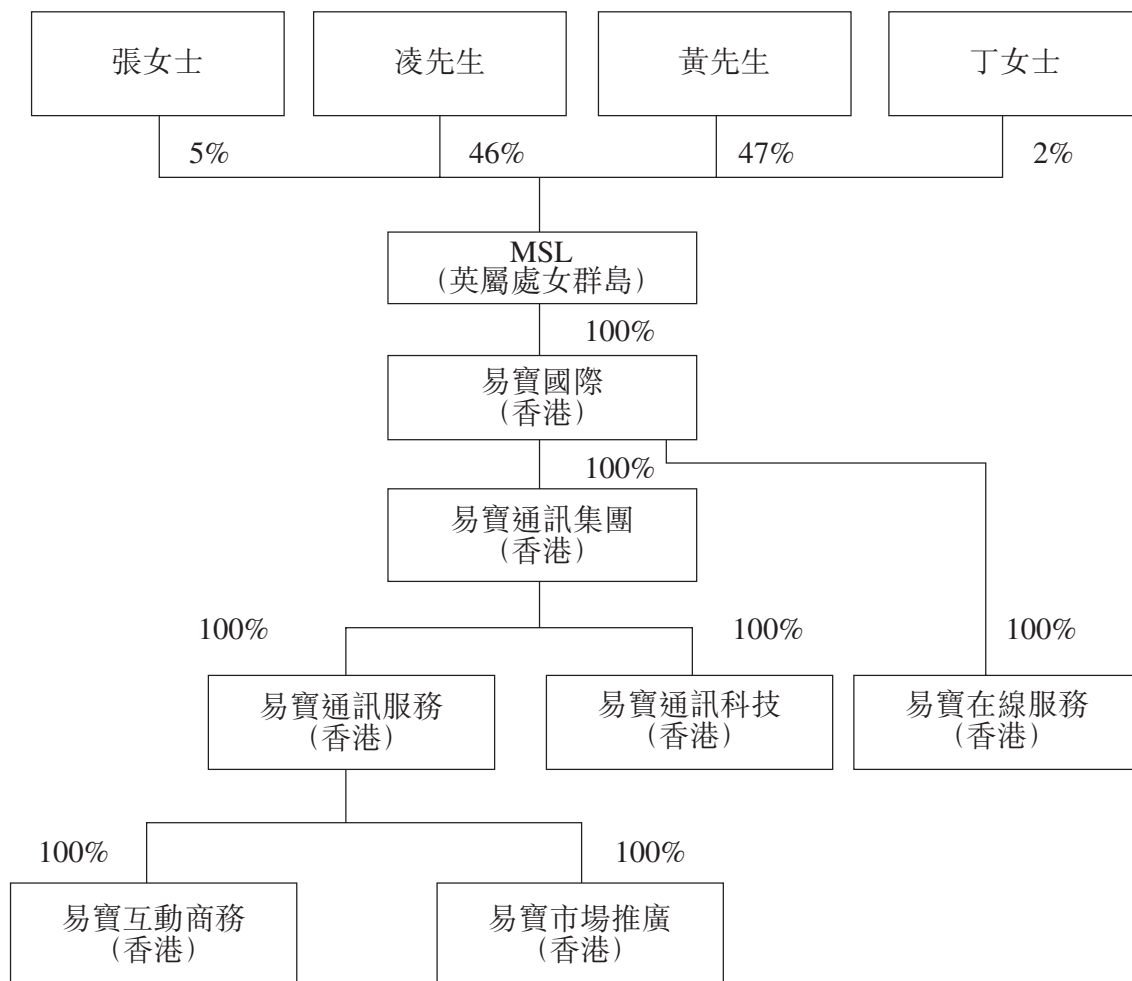 張女士
凌先生
黃先生
丁女士
5%
46%
47%
2%
MSL
(英屬處女群島)
100%
易寶國際
(香港)
100%
易寶通訊集團
(香港)
100%
100%
100%
易寶通訊服務
(香港)
易寶通訊科技
(香港)
易寶在線服務
(香港)
100%
100%
易寶互動商務
(香港)
易寶市場推廣
(香港)